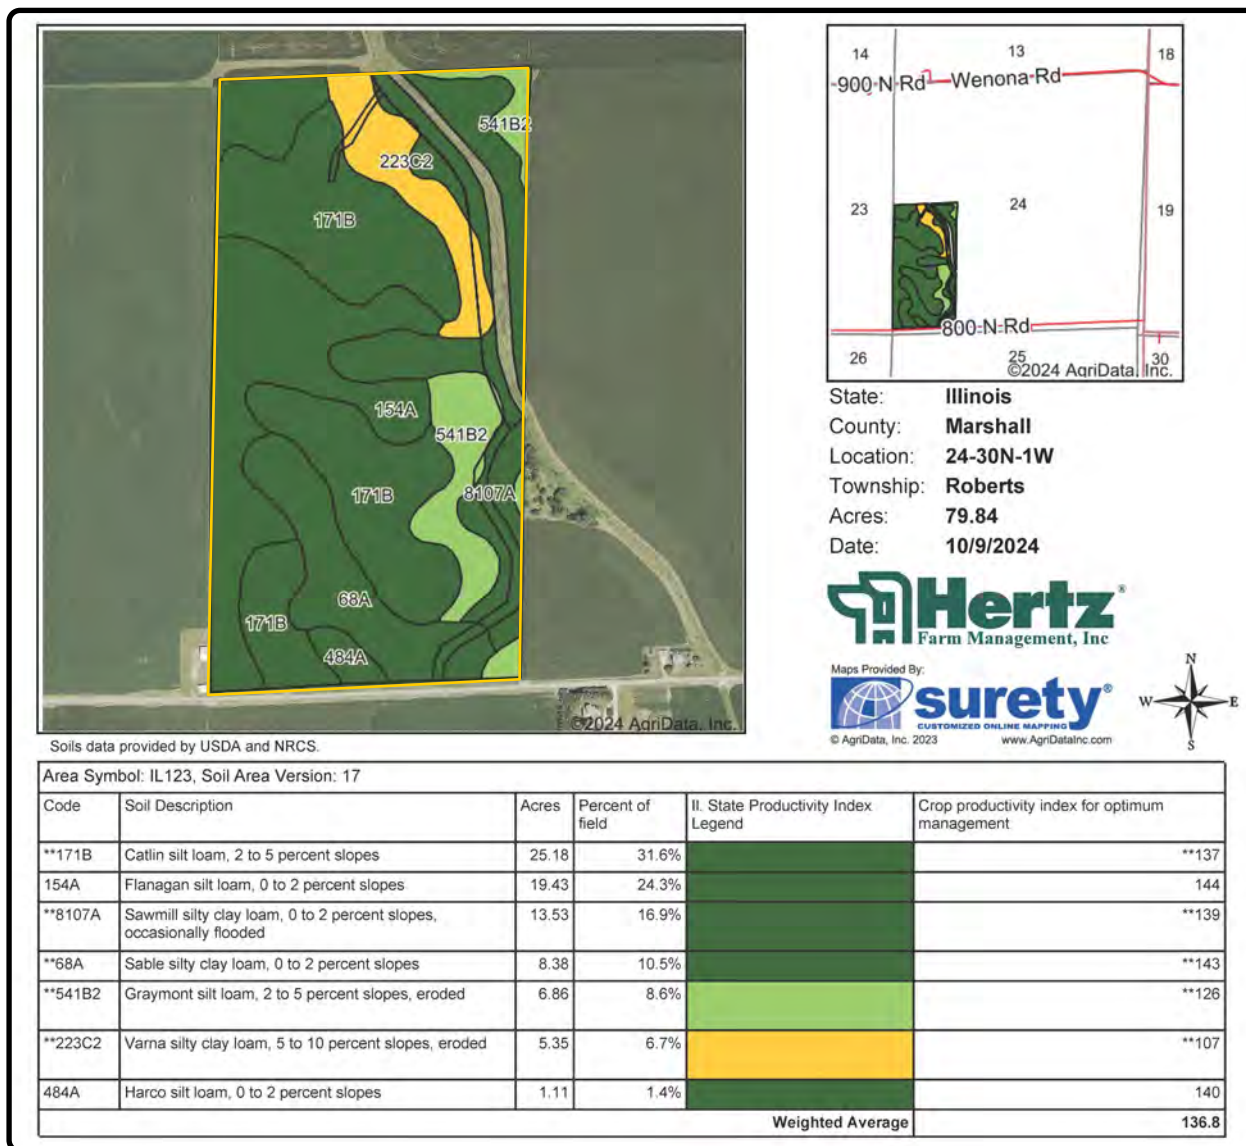 541B2
223C2
171B
154A
541B2
171B
8107A
68A
171B
484A
©2024 AgriData, Inc.
Soils data provided by USDA and NRCS.
14
13
18
900 N Rd
Wenona Rd
23
24
19
800 N Rd
26
25
30
©2024 AgriData, Inc.
State: Illinois
County: Marshall
Location: 24-30N-1W
Township: Roberts
Acres: 79.84
Date: 10/9/2024
Hertz®
Farm Management, Inc
Maps Provided By:
surety®
CUSTOMIZED ONLINE MAPPING
© AgriData, Inc. 2023 www.AgriDataInc.com
N
W E
S
Area Symbol: IL123, Soil Area Version: 17
Code Soil Description Acres Percent of field Il. State Productivity Index Legend Crop productivity index for optimum management
**171B Catlin silt loam, 2 to 5 percent slopes 25.18 31.6% **137
154A Flanagan silt loam, 0 to 2 percent slopes 19.43 24.3% 144
**8107A Sawmill silty clay loam, 0 to 2 percent slopes, occasionally flooded 13.53 16.9% **139
**68A Sable silty clay loam, 0 to 2 percent slopes 8.38 10.5% **143
**541B2 Graymont silt loam, 2 to 5 percent slopes, eroded 6.86 8.6% **126
**223C2 Varna silty clay loam, 5 to 10 percent slopes, eroded 5.35 6.7% **107
484A Harco silt loam, 0 to 2 percent slopes 1.11 1.4% 140
Weighted Average 136.8